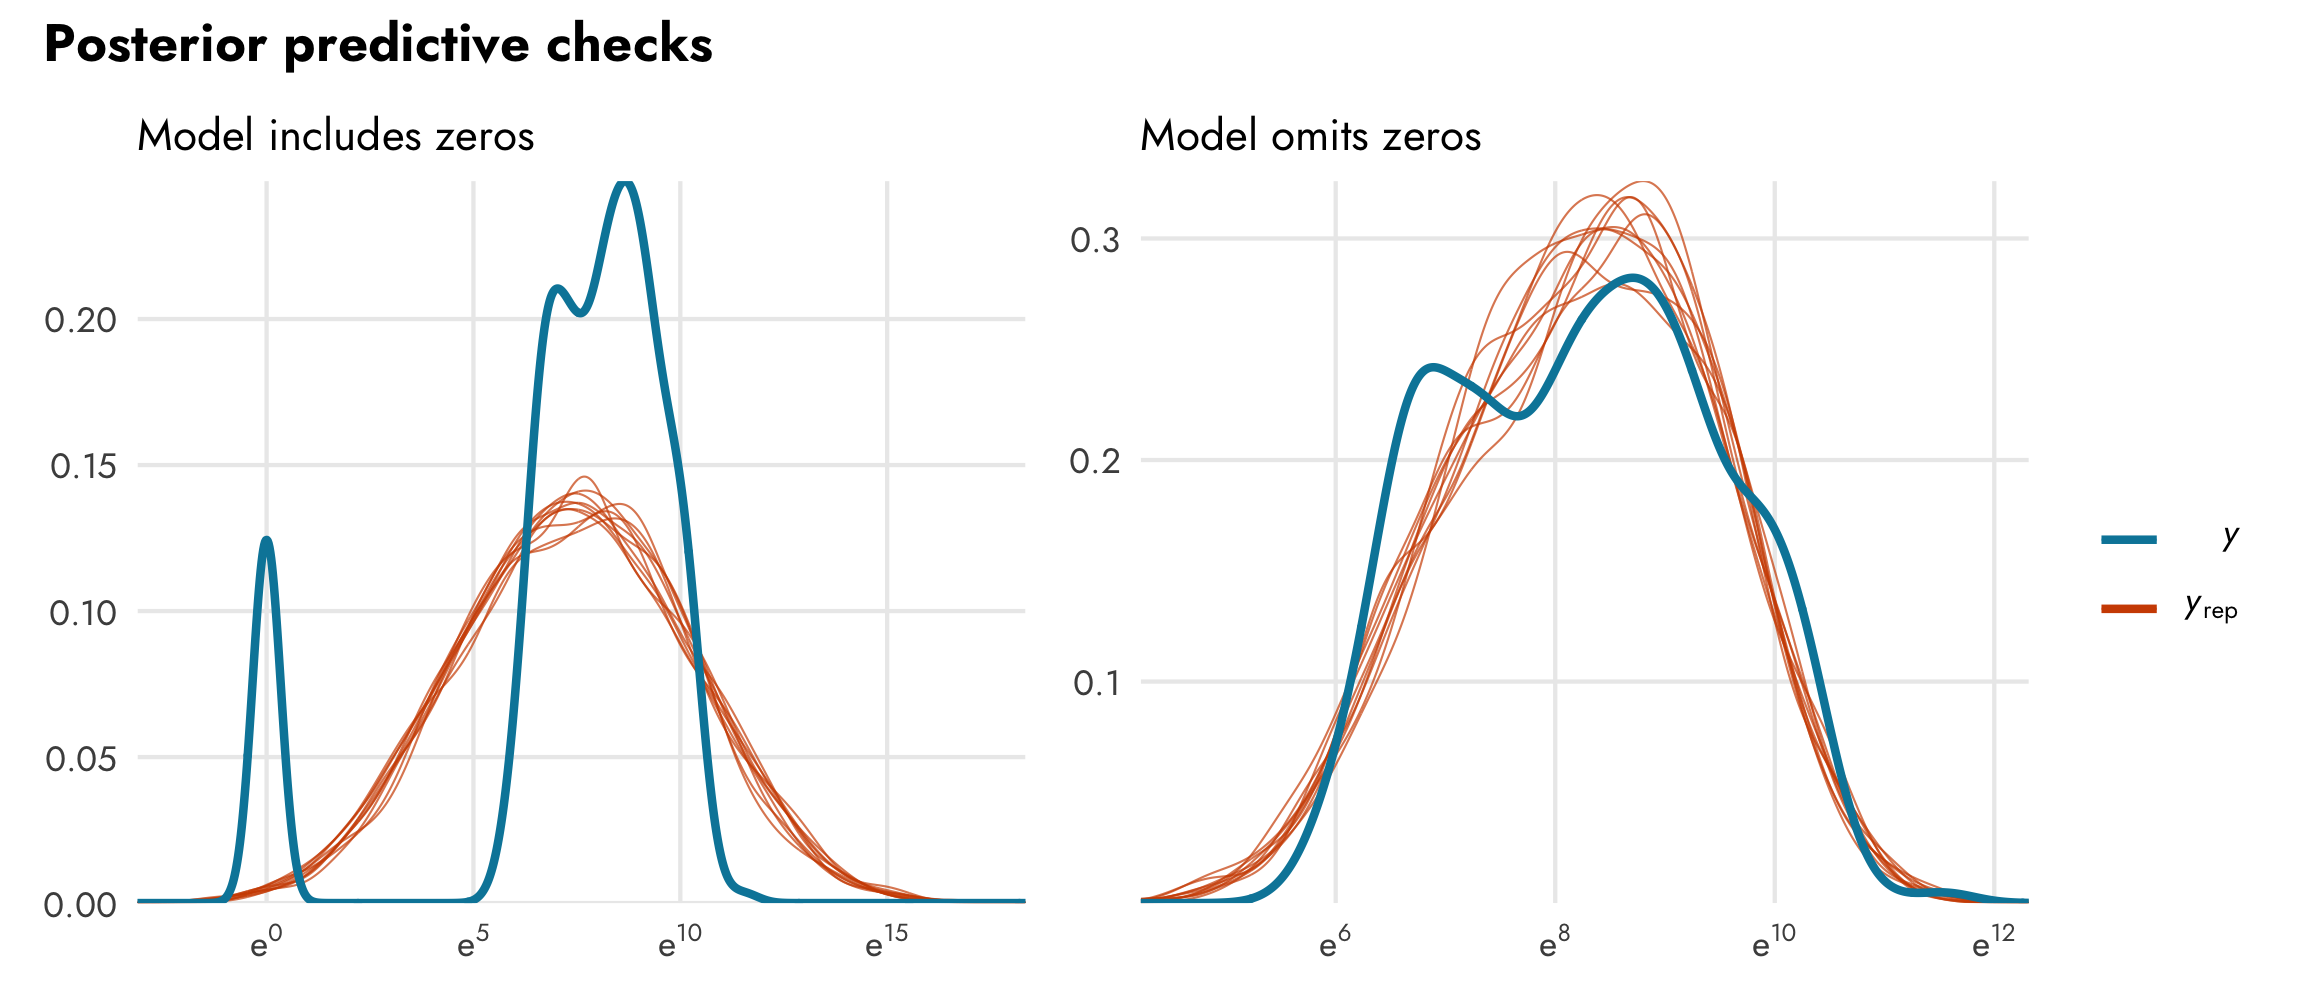 Posterior predictive checks
Model includes zeros
0.20
0.15
0.10
0.05
0.00
e⁰ e⁵ e¹⁰ e¹⁵
Model omits zeros
0.3
0.2
0.1
e⁶ e⁸ e¹⁰ e¹²
y
y rep